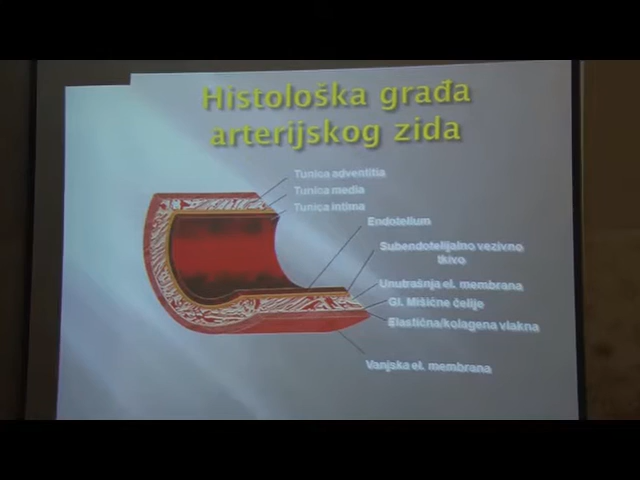 Histološka građa
arterijskog zida
Tunica adventitia
Tunica media
Tunica intima
Endotelium
Subendotelijalno vezivno
tkivo
Unutrašnja el. membrana
Gl. Mišićne ćelije
Elastična/kolagena vlakna
Vanjska el. membrana